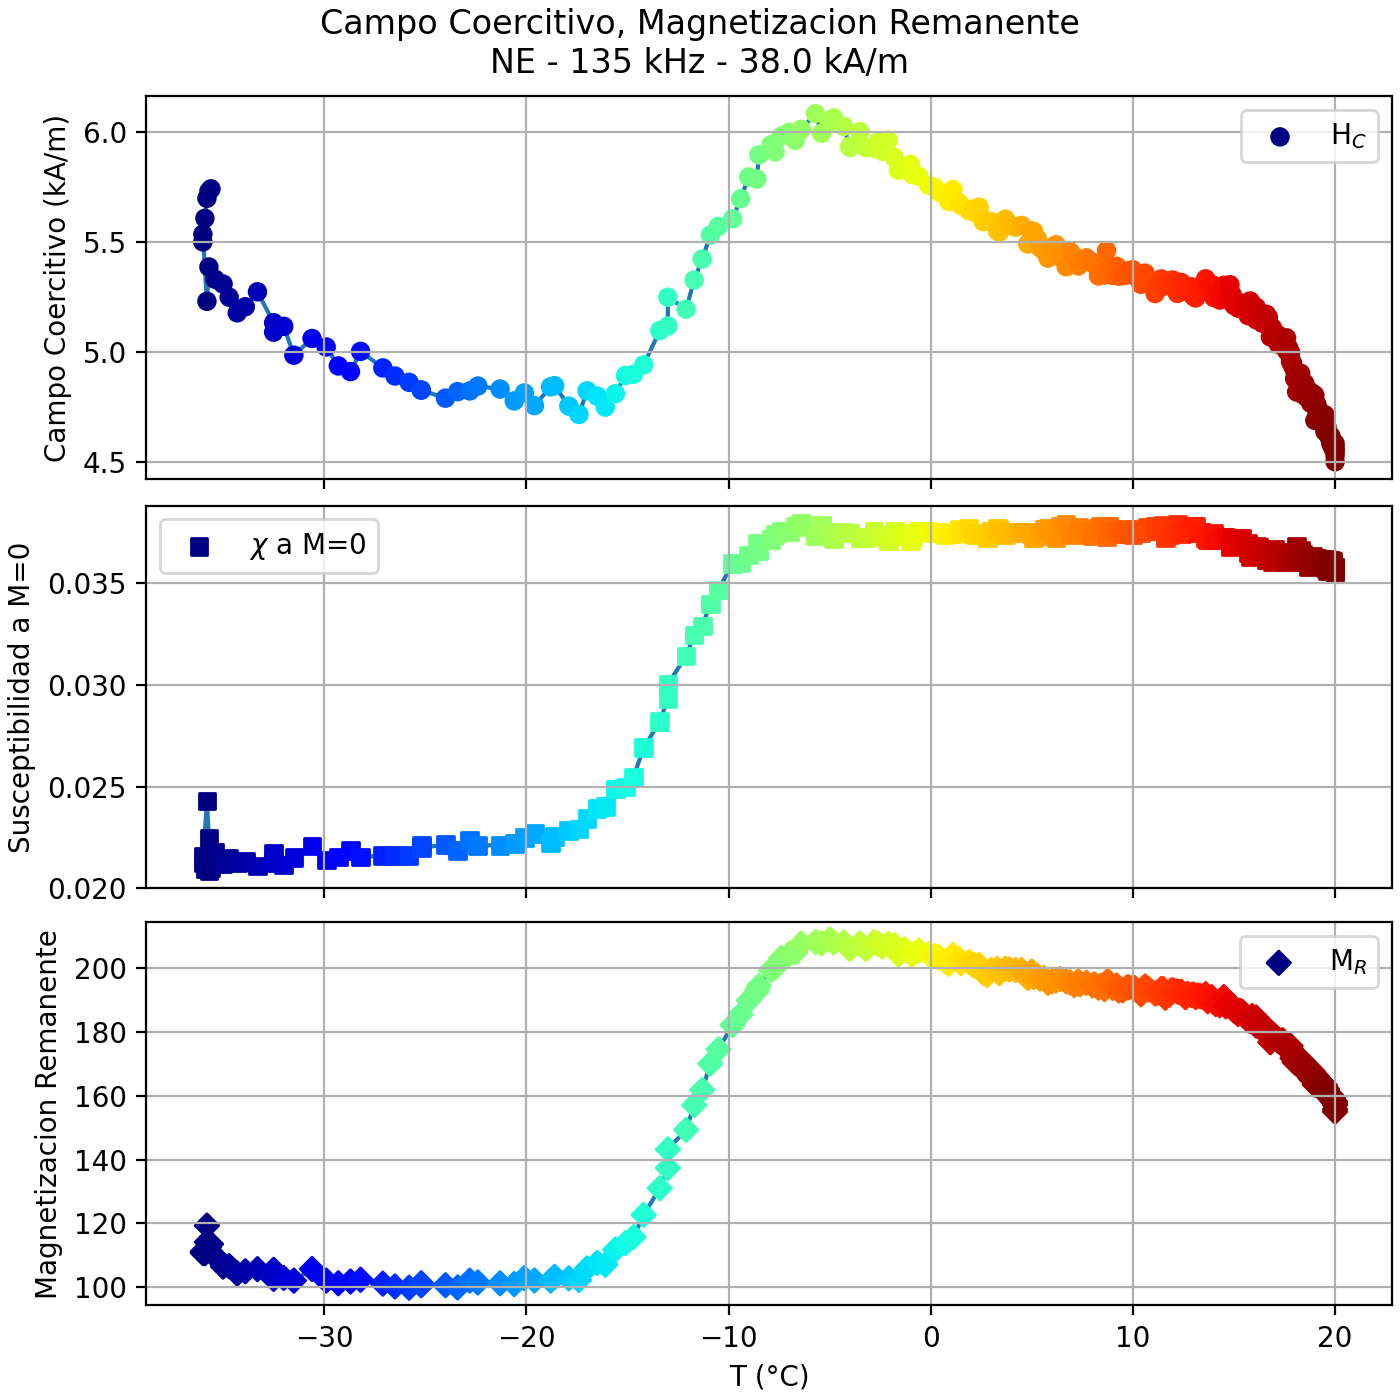 Campo Coercitivo, Magnetizacion Remanente
NE - 135 kHz - 38.0 kA/m
Campo Coercitivo (kA/m)
6.0
5.5
5.0
4.5
H_C
Susceptibilidad a M=0
0.035
0.030
0.025
0.020
χ a M=0
Magnetizacion Remanente
200
180
160
140
120
100
M_R
−30 −20 −10 0 10 20
T (°C)